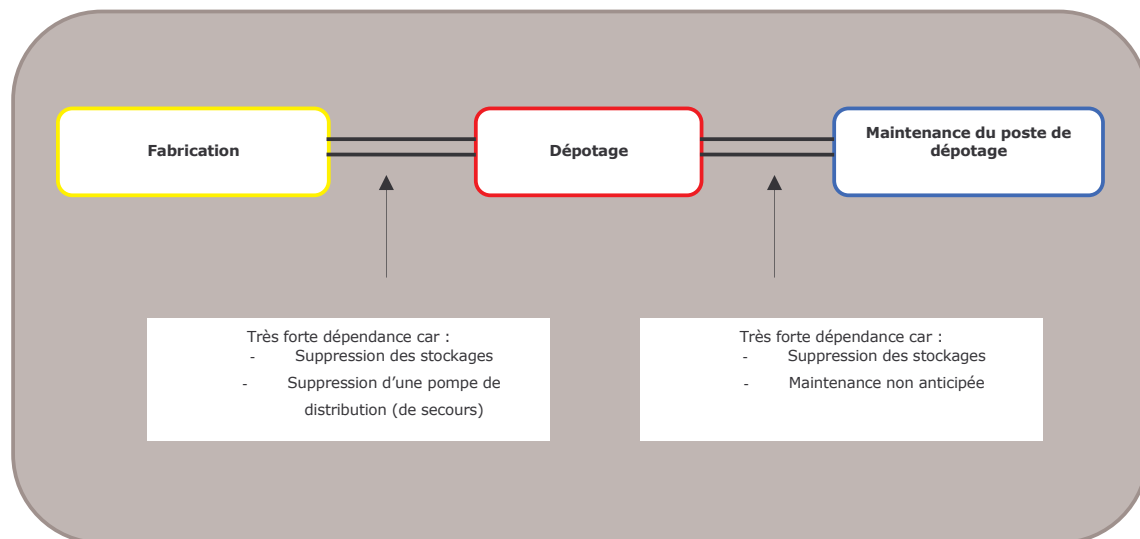 Fabrication
Dépotage
Maintenance du poste de
dépotage
Très forte dépendance car :
- Suppression des stockages
- Suppression d’une pompe de
distribution (de secours)
Très forte dépendance car :
- Suppression des stockages
- Maintenance non anticipée